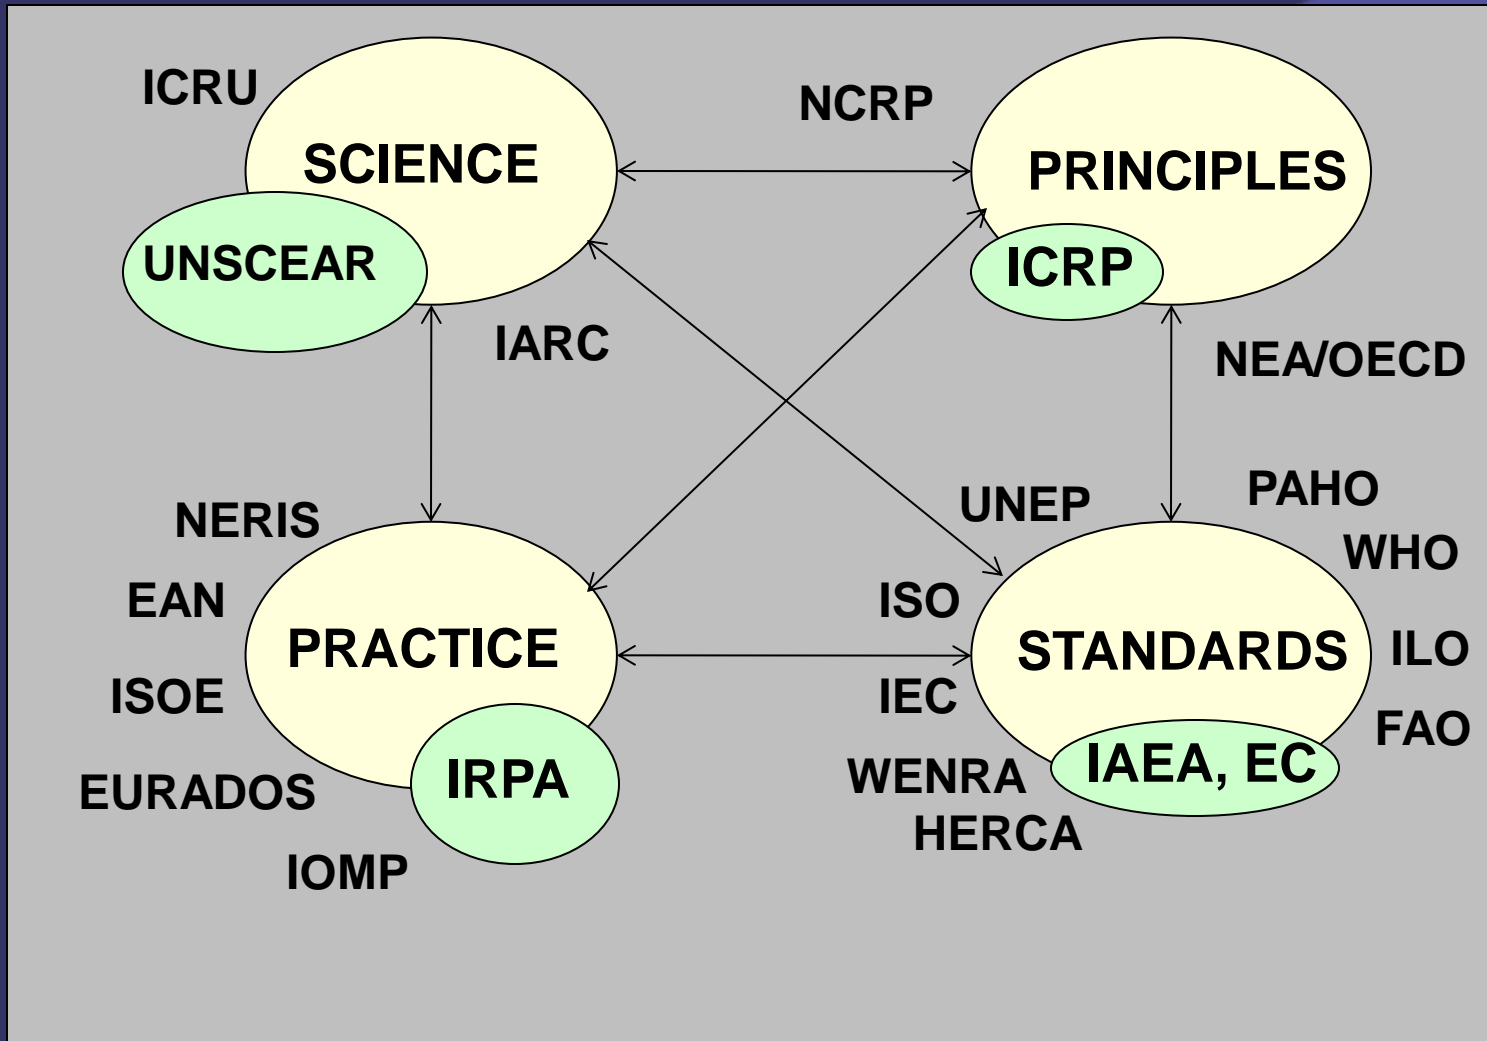 ICRU
NCRP
SCIENCE
PRINCIPLES
UNSCEAR
ICRP
IARC
NEA/OECD
NERIS
UNEP
PAHO
WHO
EAN
ISO
PRACTICE
STANDARDS
ILO
ISOE
IEC
FAO
EURADOS
IRPA
WENRA
IAEA, EC
HERCA
IOMP